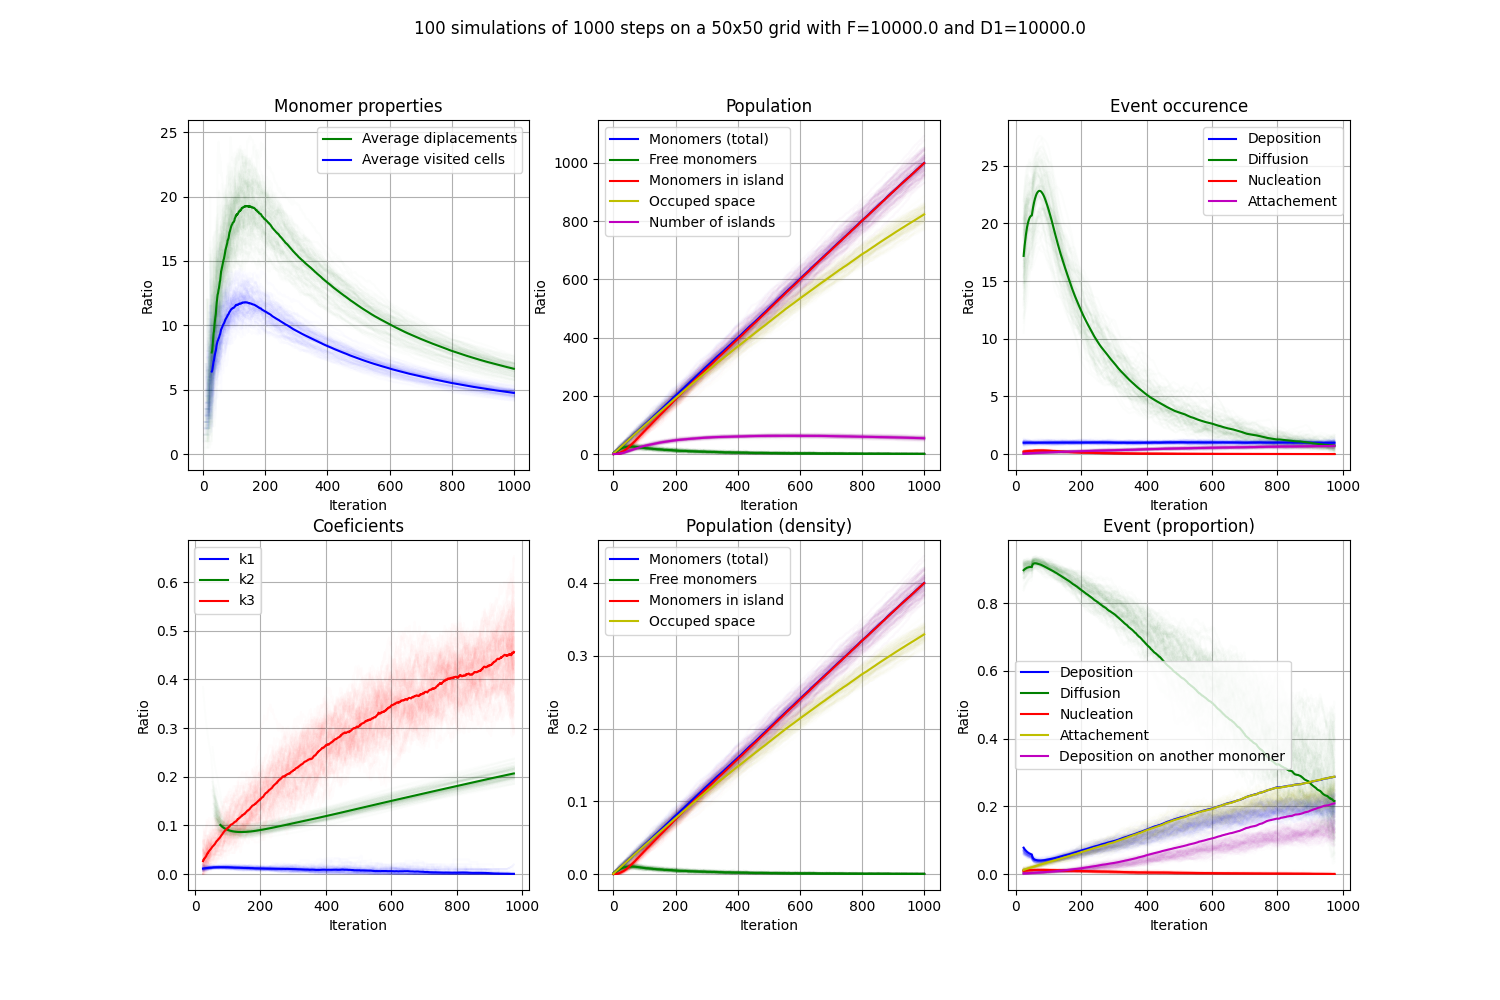 100 simulations of 1000 steps on a 50x50 grid with F=10000.0 and D1=10000.0
Monomer properties
Average diplacements
Average visited cells
Ratio
25
20
15
10
5
0
0 200 400 600 800 1000
Iteration
Population
Monomers (total)
Free monomers
Monomers in island
Occuped space
Number of islands
Ratio
1000
800
600
400
200
0
0 200 400 600 800 1000
Iteration
Event occurence
Deposition
Diffusion
Nucleation
Attachement
Ratio
25
20
15
10
5
0
0 200 400 600 800 1000
Iteration
Coeficients
k1
k2
k3
Ratio
0.6
0.5
0.4
0.3
0.2
0.1
0.0
0 200 400 600 800 1000
Iteration
Population (density)
Monomers (total)
Free monomers
Monomers in island
Occuped space
Ratio
0.4
0.3
0.2
0.1
0.0
0 200 400 600 800 1000
Iteration
Event (proportion)
Deposition
Diffusion
Nucleation
Attachement
Deposition on another monomer
Ratio
0.8
0.6
0.4
0.2
0.0
0 200 400 600 800 1000
Iteration